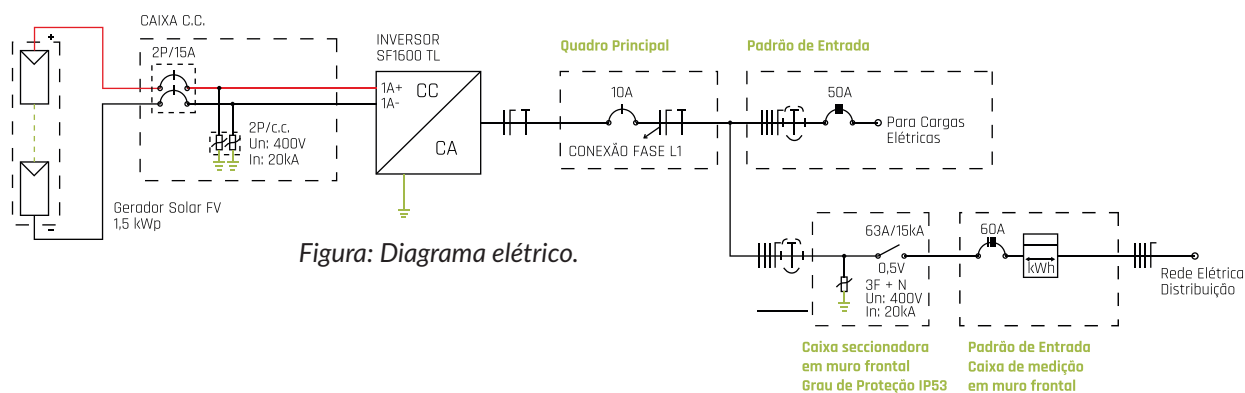 CAIXA C.C.
2P/15A
+
2P/c.c.
Un: 400V
In: 20kA
Gerador Solar FV
1,5 kWp
INVERSOR
SF1600 TL
1A+
1A-
CC
CA
Quadro Principal
10A
CONEXÃO FASE L1
Padrão de Entrada
50A
Para Cargas
Elétricas
63A/15kA
0,5V
3F + N
Un: 400V
In: 20kA
60A
kWh
Rede Elétrica
Distribuição
Caixa seccionadora
em muro frontal
Grau de Proteção IP53
Padrão de Entrada
Caixa de medição
em muro frontal
Figura: Diagrama elétrico.